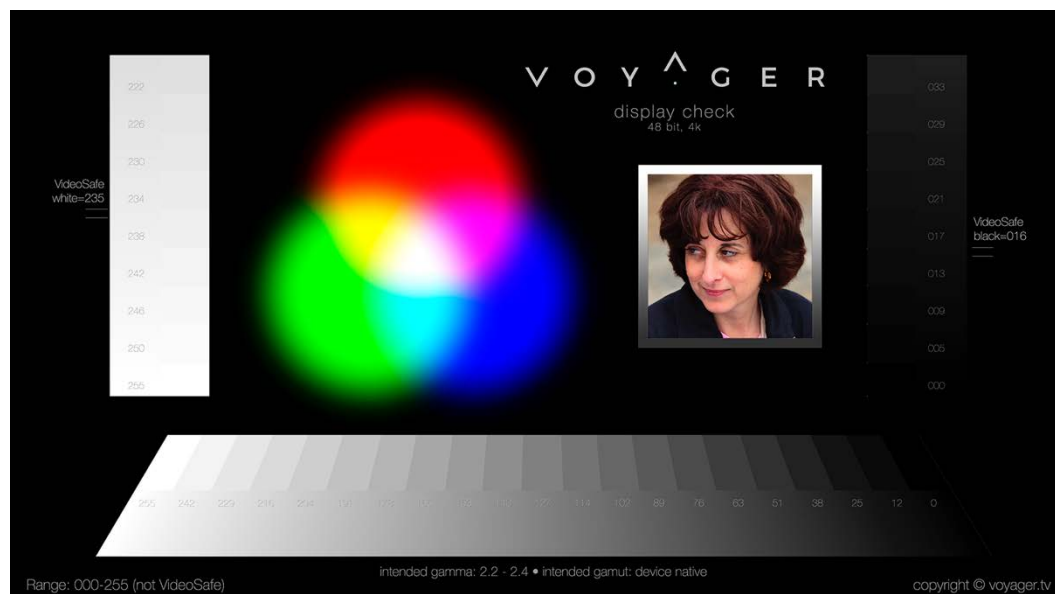 VOYAGER
display check
48 bit, 4k
222
226
230
234
238
242
246
250
255
VideoSafe
white=235
033
029
025
021
017
013
009
005
000
VideoSafe
black=016
255 242 229 216 204 114 102 89 76 63 51 38 25 12 0
intended gamma: 2.2 - 2.4 • intended gamut: device native
Range: 000-255 (not VideoSafe)
copyright © voyager.tv